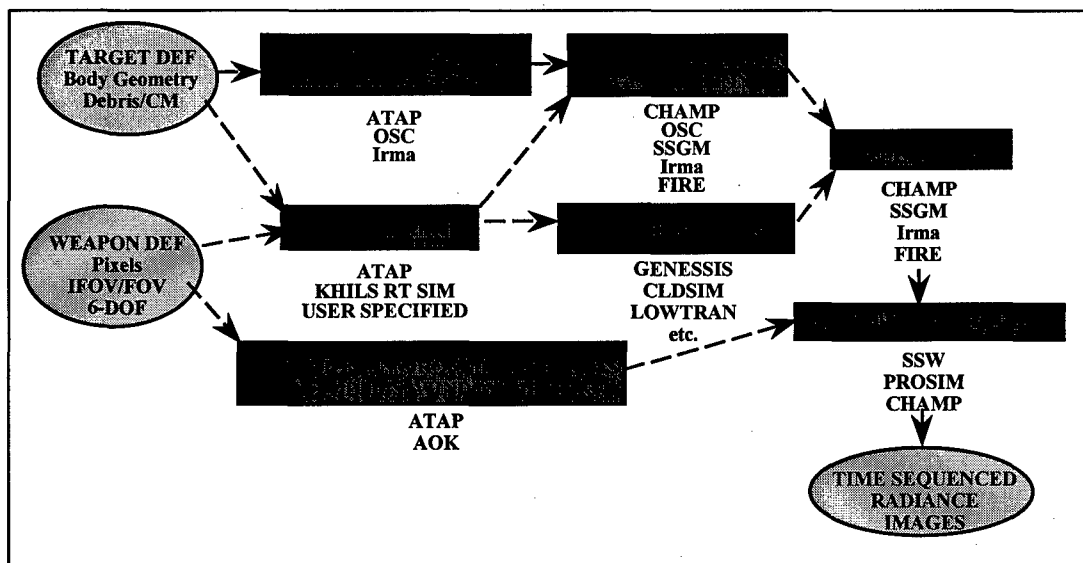 TARGET DEF
Body Geometry
Debris/CM
ATAP
OSC
Irma
CHAMP
OSC
SSGM
Irma
FIRE
CHAMP
SSGM
Irma
FIRE
WEAPON DEF
Pixels
IFOV/FOV
6-DOF
ATAP
KHILS RT SIM
USER SPECIFIED
GENESSIS
CLDSIM
LOWTRAN
etc.
ATAP
AOK
SSW
PROSIM
CHAMP
TIME SEQUENCED
RADIANCE
IMAGES